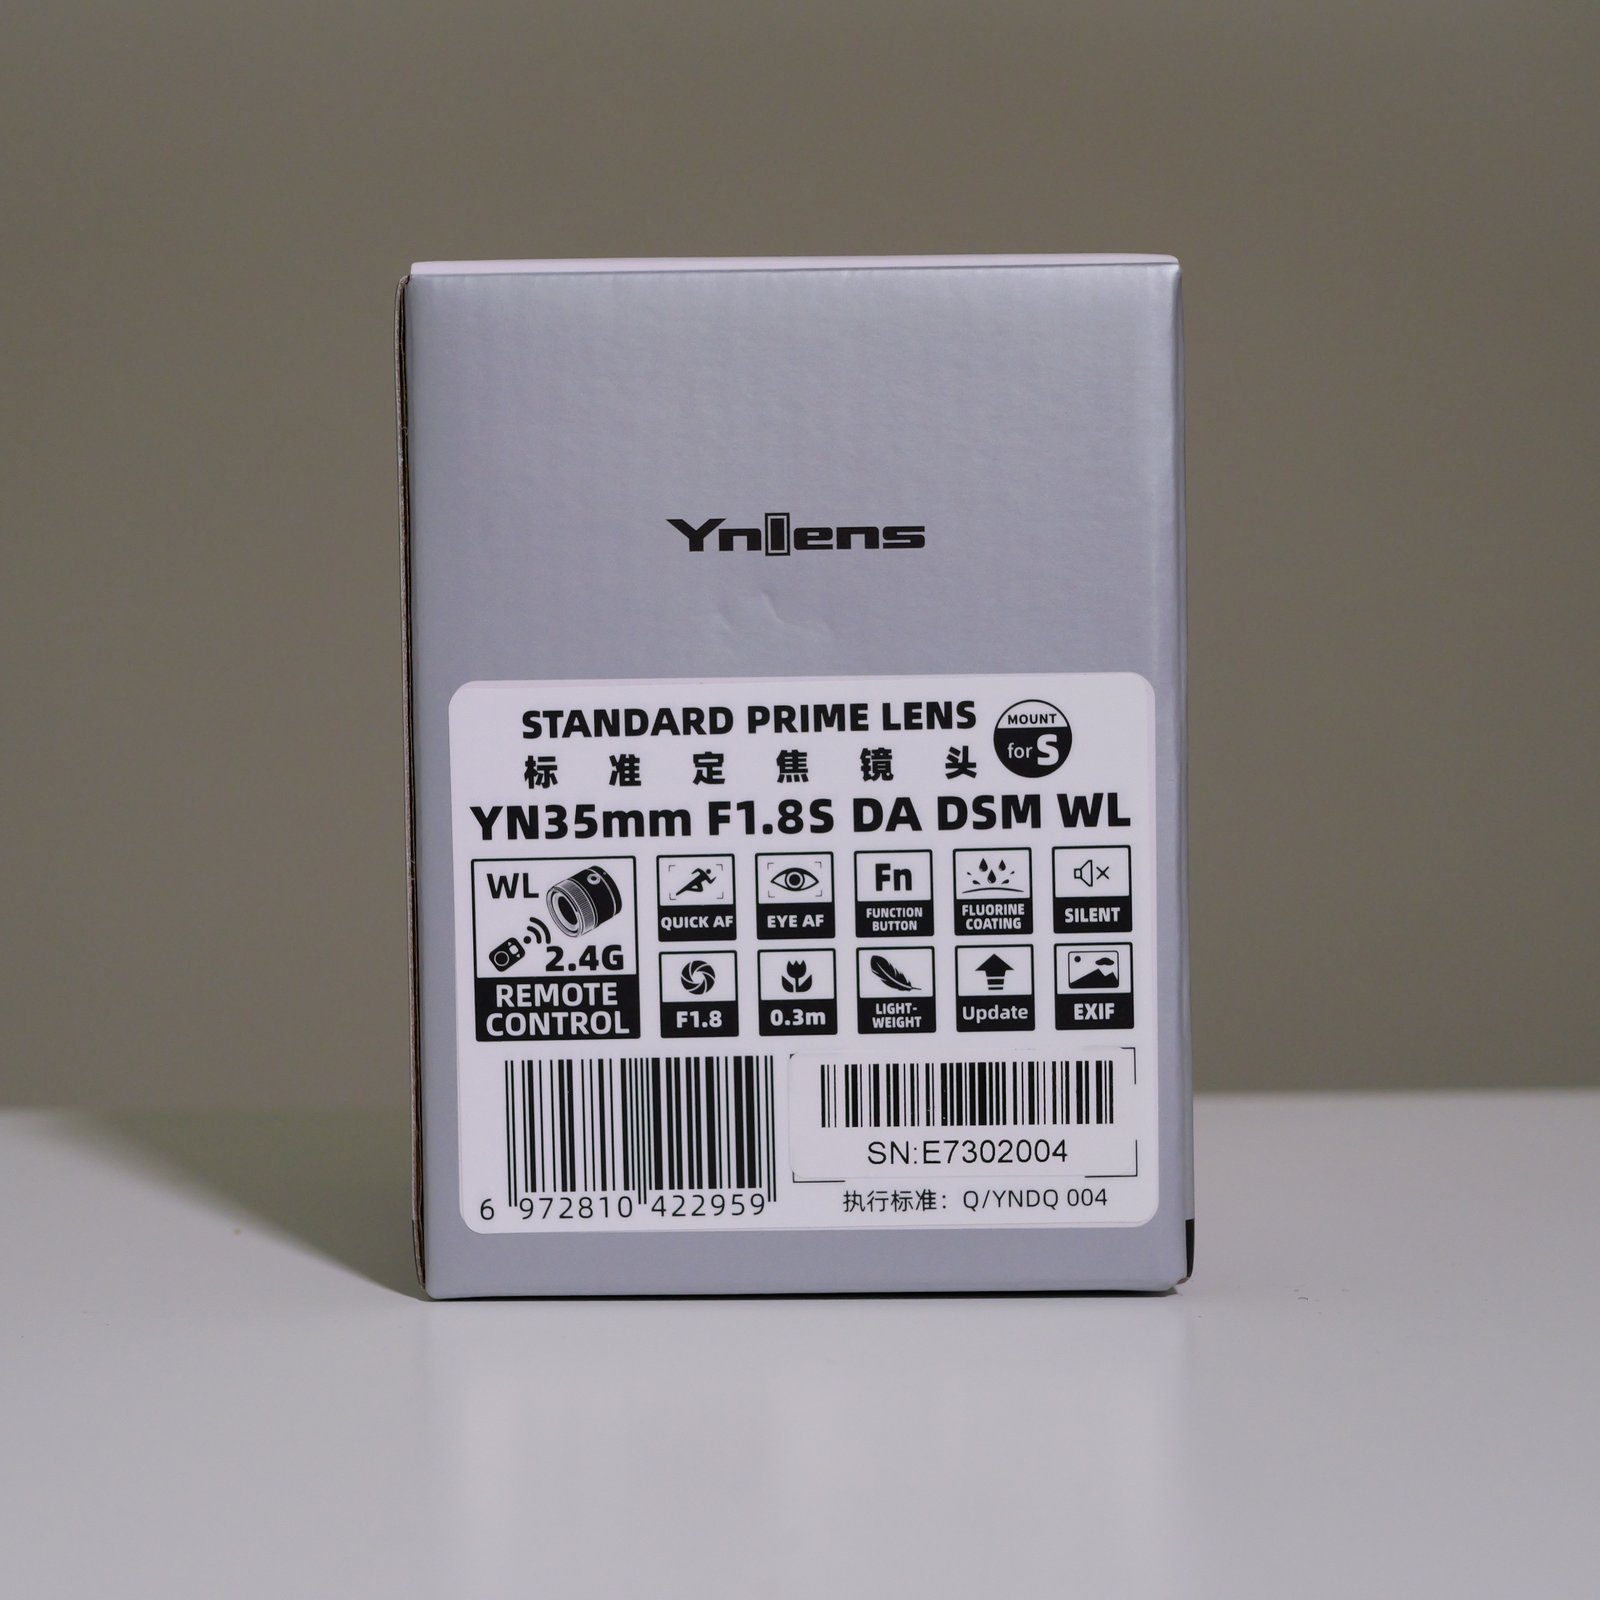 Ynlens
STANDARD PRIME LENS
标准定焦镜头
MOUNT
for S
YN35mm F1.8S DA DSM WL
WL
2.4G
REMOTE
CONTROL
QUICK AF
EYE AF
Fn
FUNCTION
BUTTON
FLUORINE
COATING
SILENT
F1.8
0.3m
LIGHT-
WEIGHT
Update
EXIF
6 972810 422959
SN:E7302004
执行标准：Q/YNDQ 004